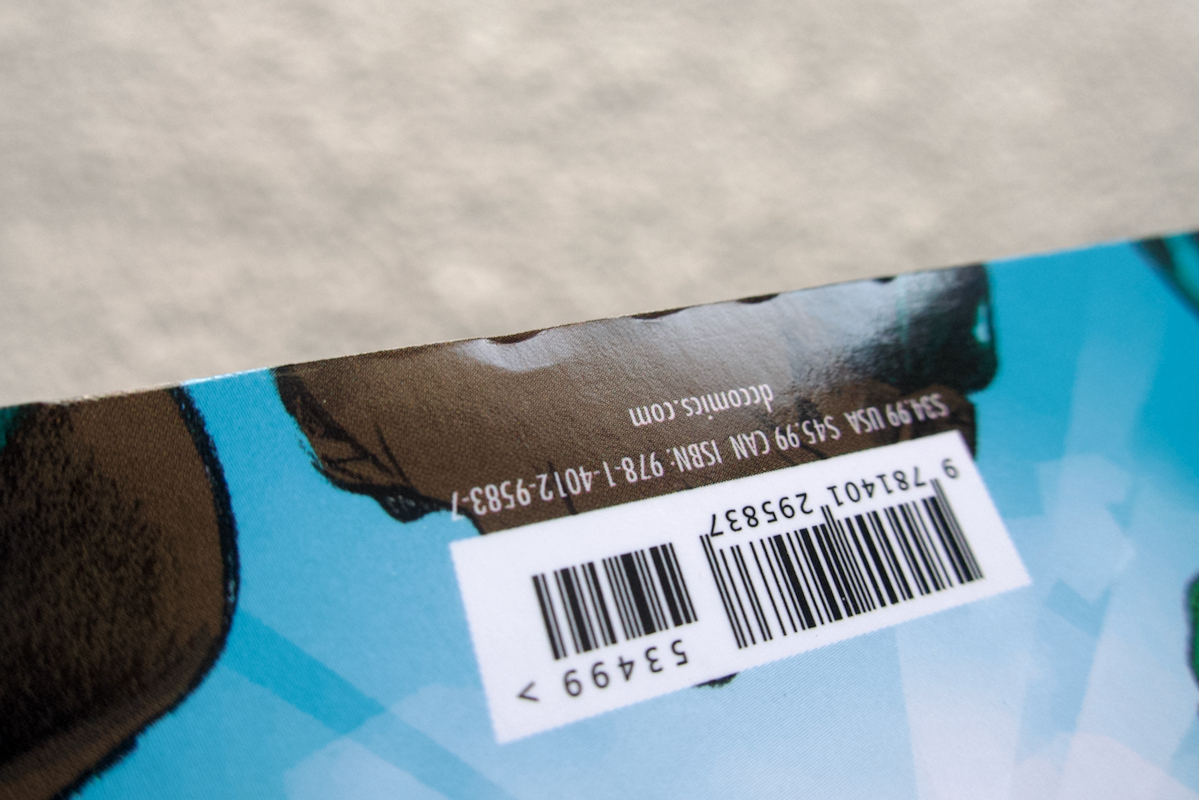 53499 >
9 781401 295837
$34.99 USA $45.99 CAN ISBN: 978-1-4012-9583-7
dccomics.com